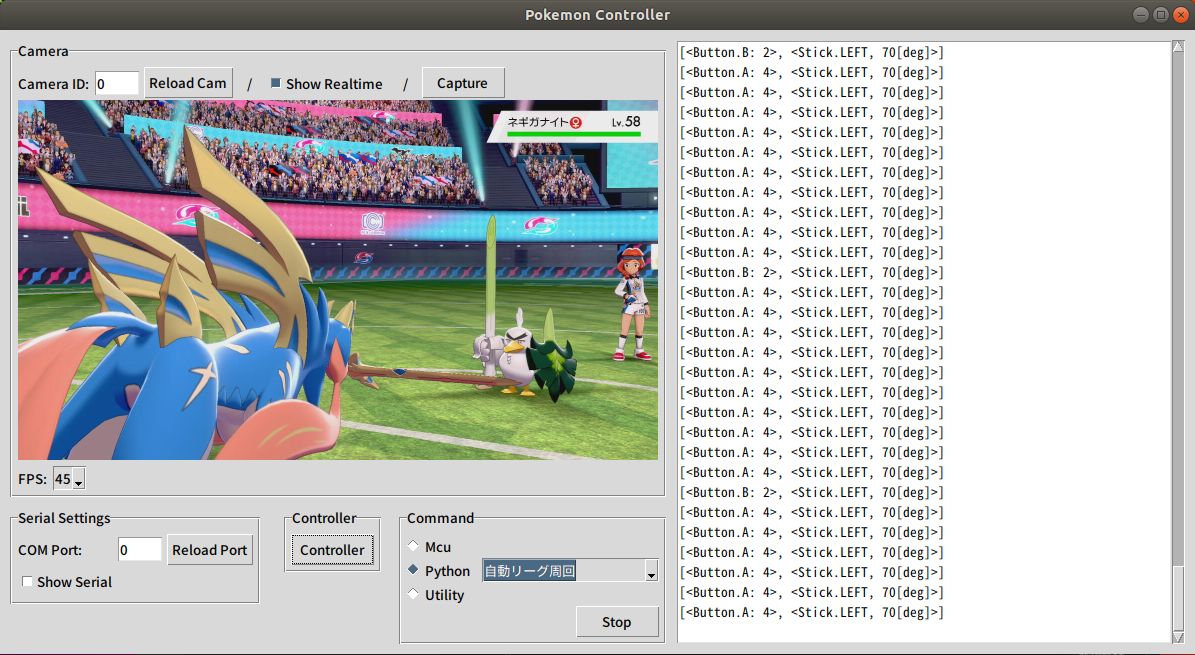 Pokemon Controller
Camera
Camera ID: 0 Reload Cam / Show Realtime / Capture
ネギガナイト♀ Lv.58
FPS: 45
Serial Settings
COM Port: 0 Reload Port
Show Serial
Controller
Controller
Command
Mcu
Python 自動リーグ周回
Utility
Stop
[<Button.B: 2>, <Stick.LEFT, 70[deg]>]
[<Button.A: 4>, <Stick.LEFT, 70[deg]>]
[<Button.A: 4>, <Stick.LEFT, 70[deg]>]
[<Button.A: 4>, <Stick.LEFT, 70[deg]>]
[<Button.A: 4>, <Stick.LEFT, 70[deg]>]
[<Button.A: 4>, <Stick.LEFT, 70[deg]>]
[<Button.A: 4>, <Stick.LEFT, 70[deg]>]
[<Button.A: 4>, <Stick.LEFT, 70[deg]>]
[<Button.A: 4>, <Stick.LEFT, 70[deg]>]
[<Button.A: 4>, <Stick.LEFT, 70[deg]>]
[<Button.A: 4>, <Stick.LEFT, 70[deg]>]
[<Button.B: 2>, <Stick.LEFT, 70[deg]>]
[<Button.A: 4>, <Stick.LEFT, 70[deg]>]
[<Button.A: 4>, <Stick.LEFT, 70[deg]>]
[<Button.A: 4>, <Stick.LEFT, 70[deg]>]
[<Button.A: 4>, <Stick.LEFT, 70[deg]>]
[<Button.A: 4>, <Stick.LEFT, 70[deg]>]
[<Button.A: 4>, <Stick.LEFT, 70[deg]>]
[<Button.A: 4>, <Stick.LEFT, 70[deg]>]
[<Button.A: 4>, <Stick.LEFT, 70[deg]>]
[<Button.A: 4>, <Stick.LEFT, 70[deg]>]
[<Button.A: 4>, <Stick.LEFT, 70[deg]>]
[<Button.B: 2>, <Stick.LEFT, 70[deg]>]
[<Button.A: 4>, <Stick.LEFT, 70[deg]>]
[<Button.A: 4>, <Stick.LEFT, 70[deg]>]
[<Button.A: 4>, <Stick.LEFT, 70[deg]>]
[<Button.A: 4>, <Stick.LEFT, 70[deg]>]
[<Button.A: 4>, <Stick.LEFT, 70[deg]>]
[<Button.A: 4>, <Stick.LEFT, 70[deg]>]